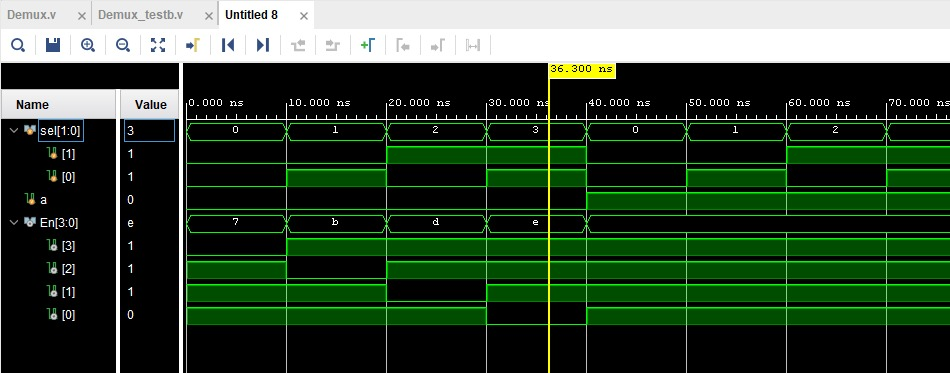 Demux.v × Demux_testb.v × Untitled 8 ×
36.300 ns
Name Value
0.000 ns 10.000 ns 20.000 ns 30.000 ns 40.000 ns 50.000 ns 60.000 ns 70.000 ns
sel[1:0] 3 0 1 2 3 0 1 2
[1] 1
[0] 1
a 0
En[3:0] e 7 b d e
[3] 1
[2] 1
[1] 1
[0] 0